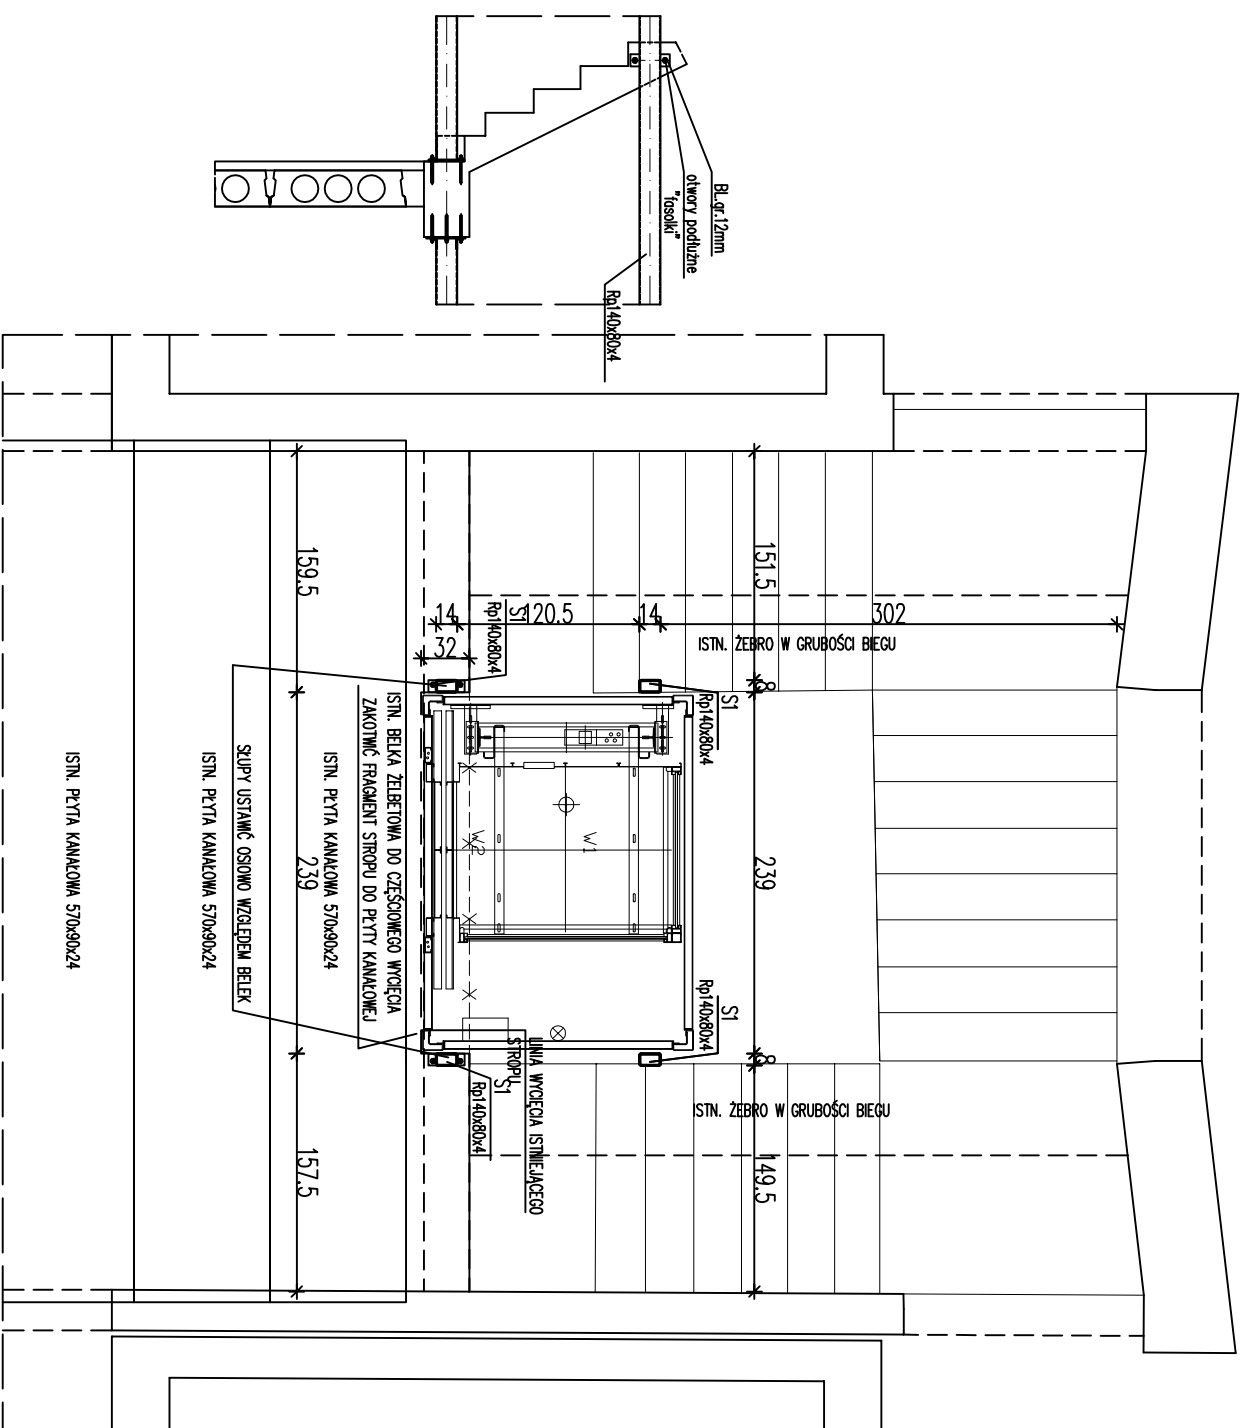 BL.gr.12mm
otwory podłużne
"fasolki"
Rp140x80x4
159.5
151.5
14
120.5
14
302
32
S1
Rp140x80x4
ISTN. ŻEBRO W GRUBOŚCI BIEGU
8
S1
Rp140x80x4
ISTN. BELKA ŻELBETOWA DO CZĘŚCIOWEGO WYCIĘCIA
ZAKOTWIĆ FRAGMENT STROPU DO PŁYTY KANAŁOWEJ
ISTN. PŁYTA KANAŁOWA 570x90x24
SŁUPY USTAWIĆ OSIOWO WZGLĘDEM BELEK
ISTN. PŁYTA KANAŁOWA 570x90x24
ISTN. PŁYTA KANAŁOWA 570x90x24
W1
W2
239
239
S1
Rp140x80x4
8
LINIA WYCIĘCIA ISTNIEJĄCEGO
STROPU
S1
Rp140x80x4
ISTN. ŻEBRO W GRUBOŚCI BIEGU
157.5
149.5